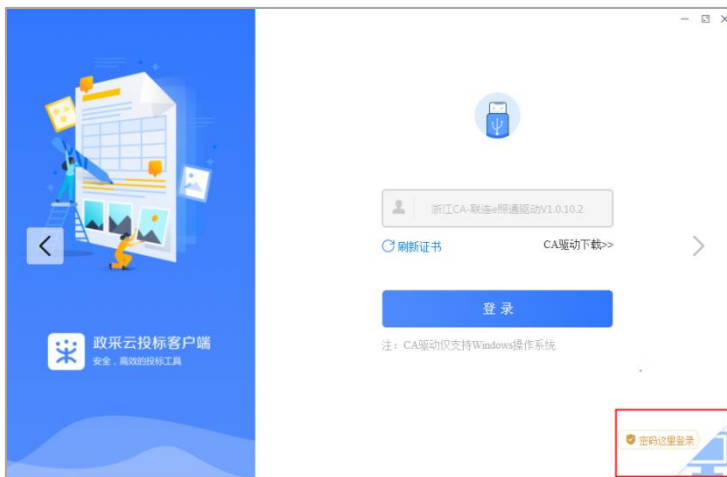 浙江CA-联连e照通驱动V1.0.10.2
刷新证书
CA驱动下载>>
登录
注：CA驱动仅支持Windows操作系统
政采云投标客户端
安全，高效的投标工具
密码这里登录